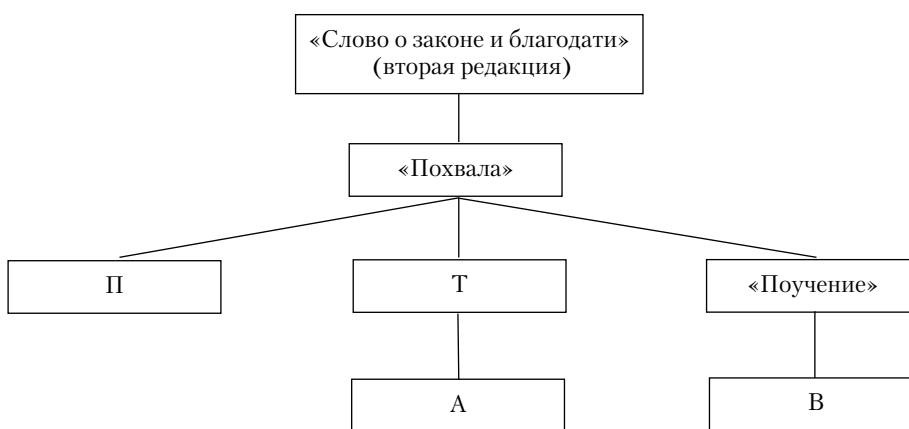 «Слово о законе и благодати»
(вторая редакция)
«Похвала»
П
Т
«Поучение»
А
В